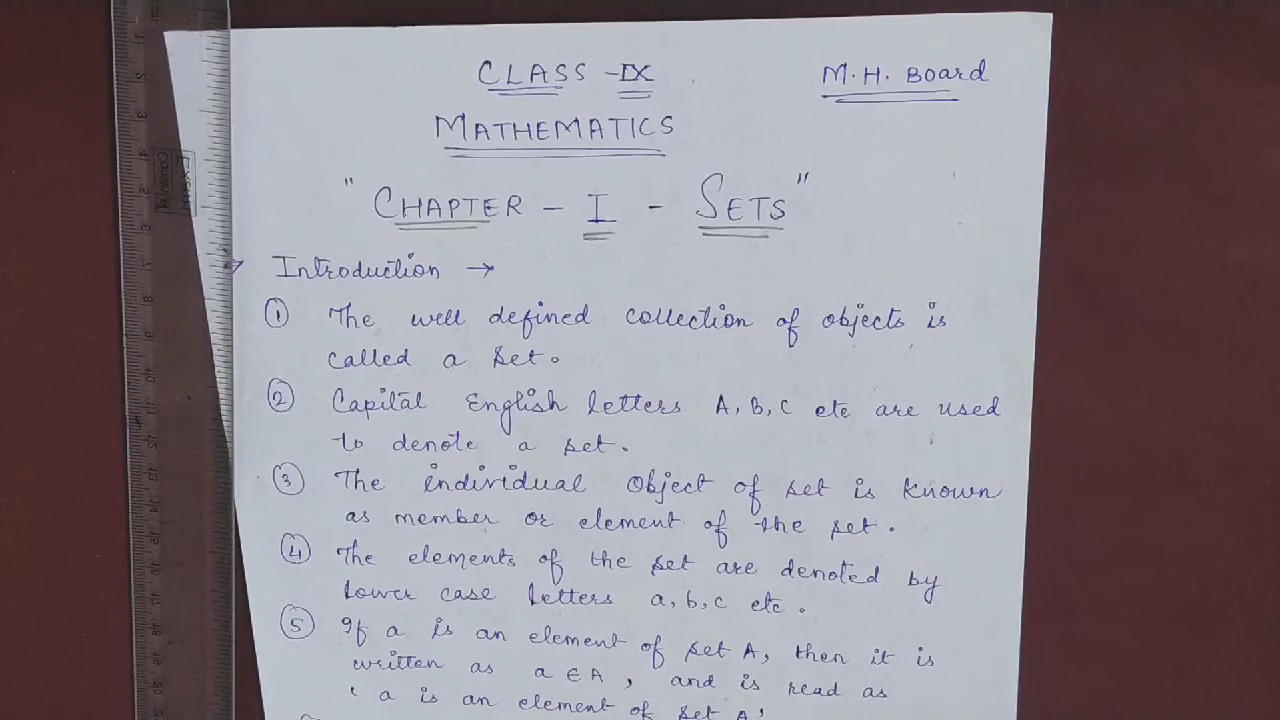 CLASS - IX
M. H. Board
MATHEMATICS
" CHAPTER - I - SETS "
→ Introduction →
① The well defined collection of objects is
called a set.
② Capital English letters A, B, C etc are used
to denote a set.
③ The individual object of set is known
as member or element of the set.
④ The elements of the set are denoted by
lower case letters a, b, c etc.
⑤ If a is an element of set A, then it is
written as a ∈ A, and is read as
' a is an element of set A'